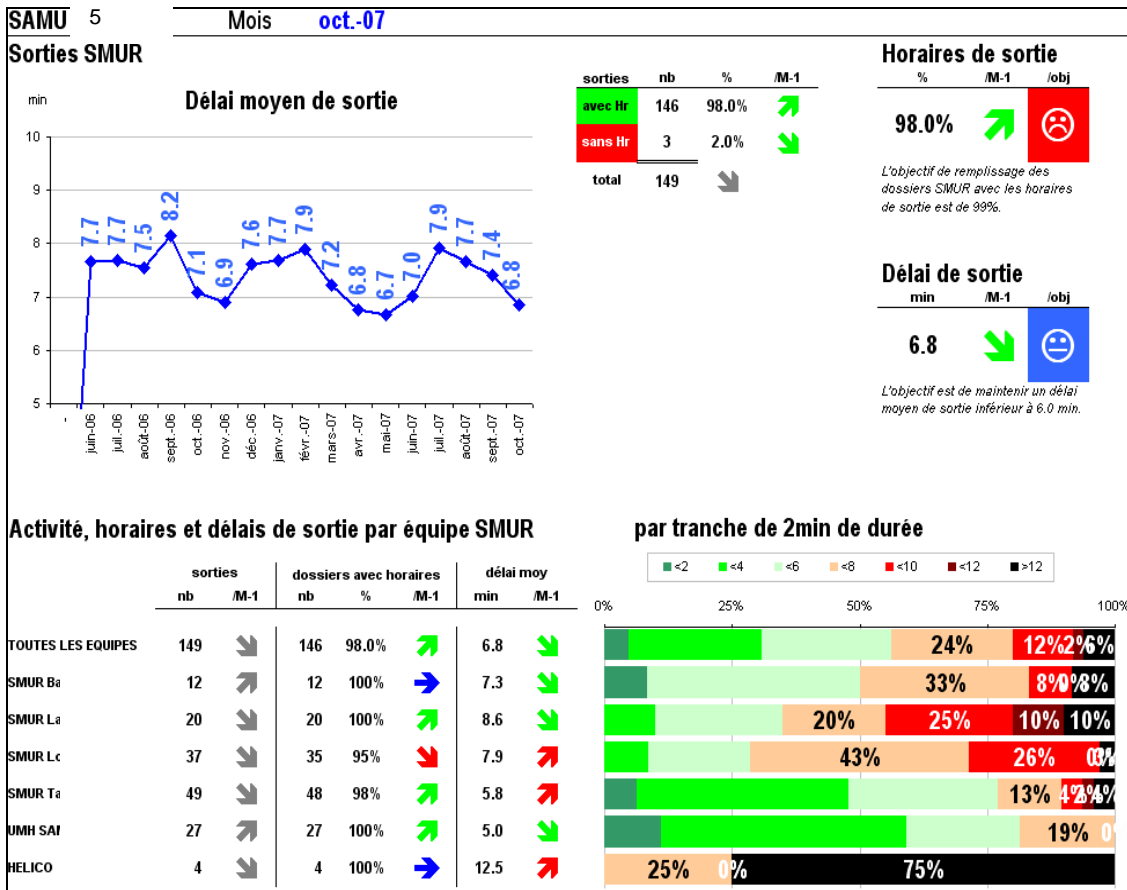 SAMU 5 Mois oct.-07
Sorties SMUR
min
Délai moyen de sortie
10
9
8
7
6
5
7.7 7.7 7.5 8.2 7.1 6.9 7.6 7.7 7.9 7.2 6.8 6.7 7.0 7.9 7.7 7.4 6.8
- juin-06 juil.-06 août-06 sept.-06 oct.-06 nov.-06 déc.-06 janv.-07 févr.-07 mars-07 avr.-07 mai-07 juin-07 juil.-07 août-07 sept.-07 oct.-07
sorties nb % /M-1
avec Hr 146 98.0%
sans Hr 3 2.0%
total 149
Horaires de sortie
% /M-1 /obj
98.0%
L'objectif de remplissage des
dossiers SMUR avec les horaires
de sortie est de 99%.
Délai de sortie
min /M-1 /obj
6.8
L'objectif est de maintenir un délai
moyen de sortie inférieur à 6.0 min.
Activité, horaires et délais de sortie par équipe SMUR
sorties dossiers avec horaires délai moy
nb /M-1 nb % /M-1 min /M-1
TOUTES LES EQUIPES 149 146 98.0% 6.8
SMUR Ba 12 12 100% 7.3
SMUR La 20 20 100% 8.6
SMUR Lo 37 35 95% 7.9
SMUR Ta 49 48 98% 5.8
UMH SAM 27 27 100% 5.0
HELICO 4 4 100% 12.5
par tranche de 2min de durée
<2 <4 <6 <8 <10 <12 >12
0% 25% 50% 75% 100%
24% 12% 2% 6%
33% 8% 0% 8%
20% 25% 10% 10%
43% 26% 0% 3%
13% 4% 4%
19% 0%
25% 0% 75%